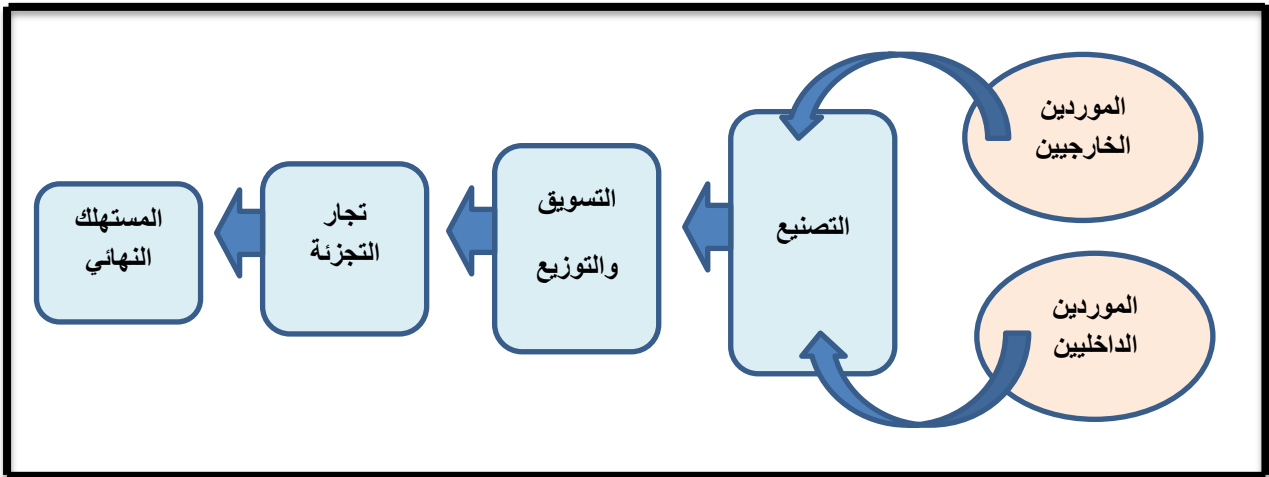 الموردين
الخارجيين
الموردين
الداخليين
التصنيع
التسويق
والتوزيع
تجار
التجزئة
المستهلك
النهائي